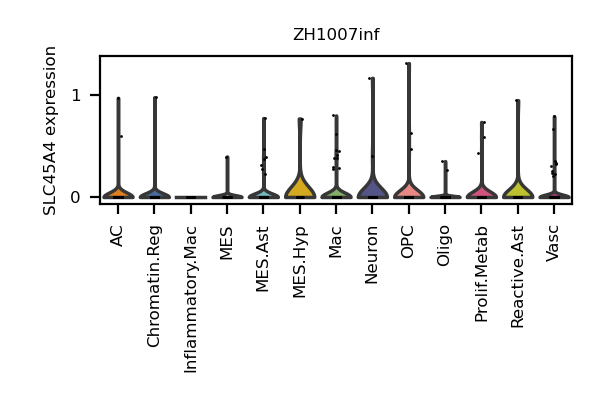 ZH1007inf
SLC45A4 expression
1
0
AC
Chromatin.Reg
Inflammatory.Mac
MES
MES.Ast
MES.Hyp
Mac
Neuron
OPC
Oligo
Prolif.Metab
Reactive.Ast
Vasc